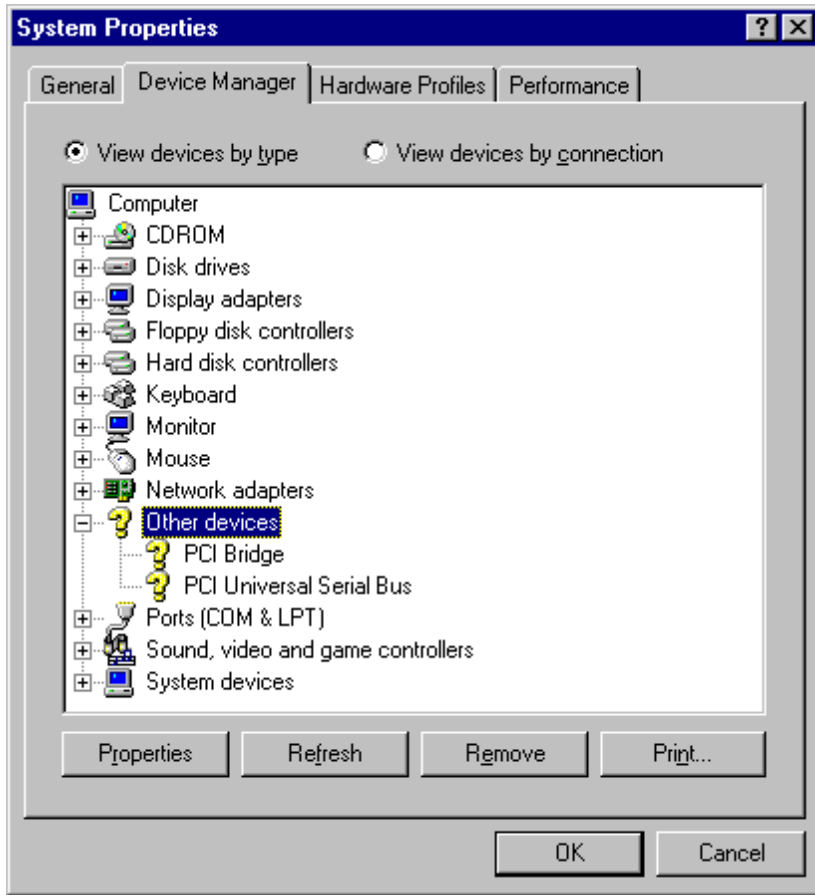 System Properties
General Device Manager Hardware Profiles Performance
View devices by type View devices by connection
Computer
CDROM
Disk drives
Display adapters
Floppy disk controllers
Hard disk controllers
Keyboard
Monitor
Mouse
Network adapters
Other devices
PCI Bridge
PCI Universal Serial Bus
Ports (COM & LPT)
Sound, video and game controllers
System devices
Properties Refresh Remove Print...
OK Cancel